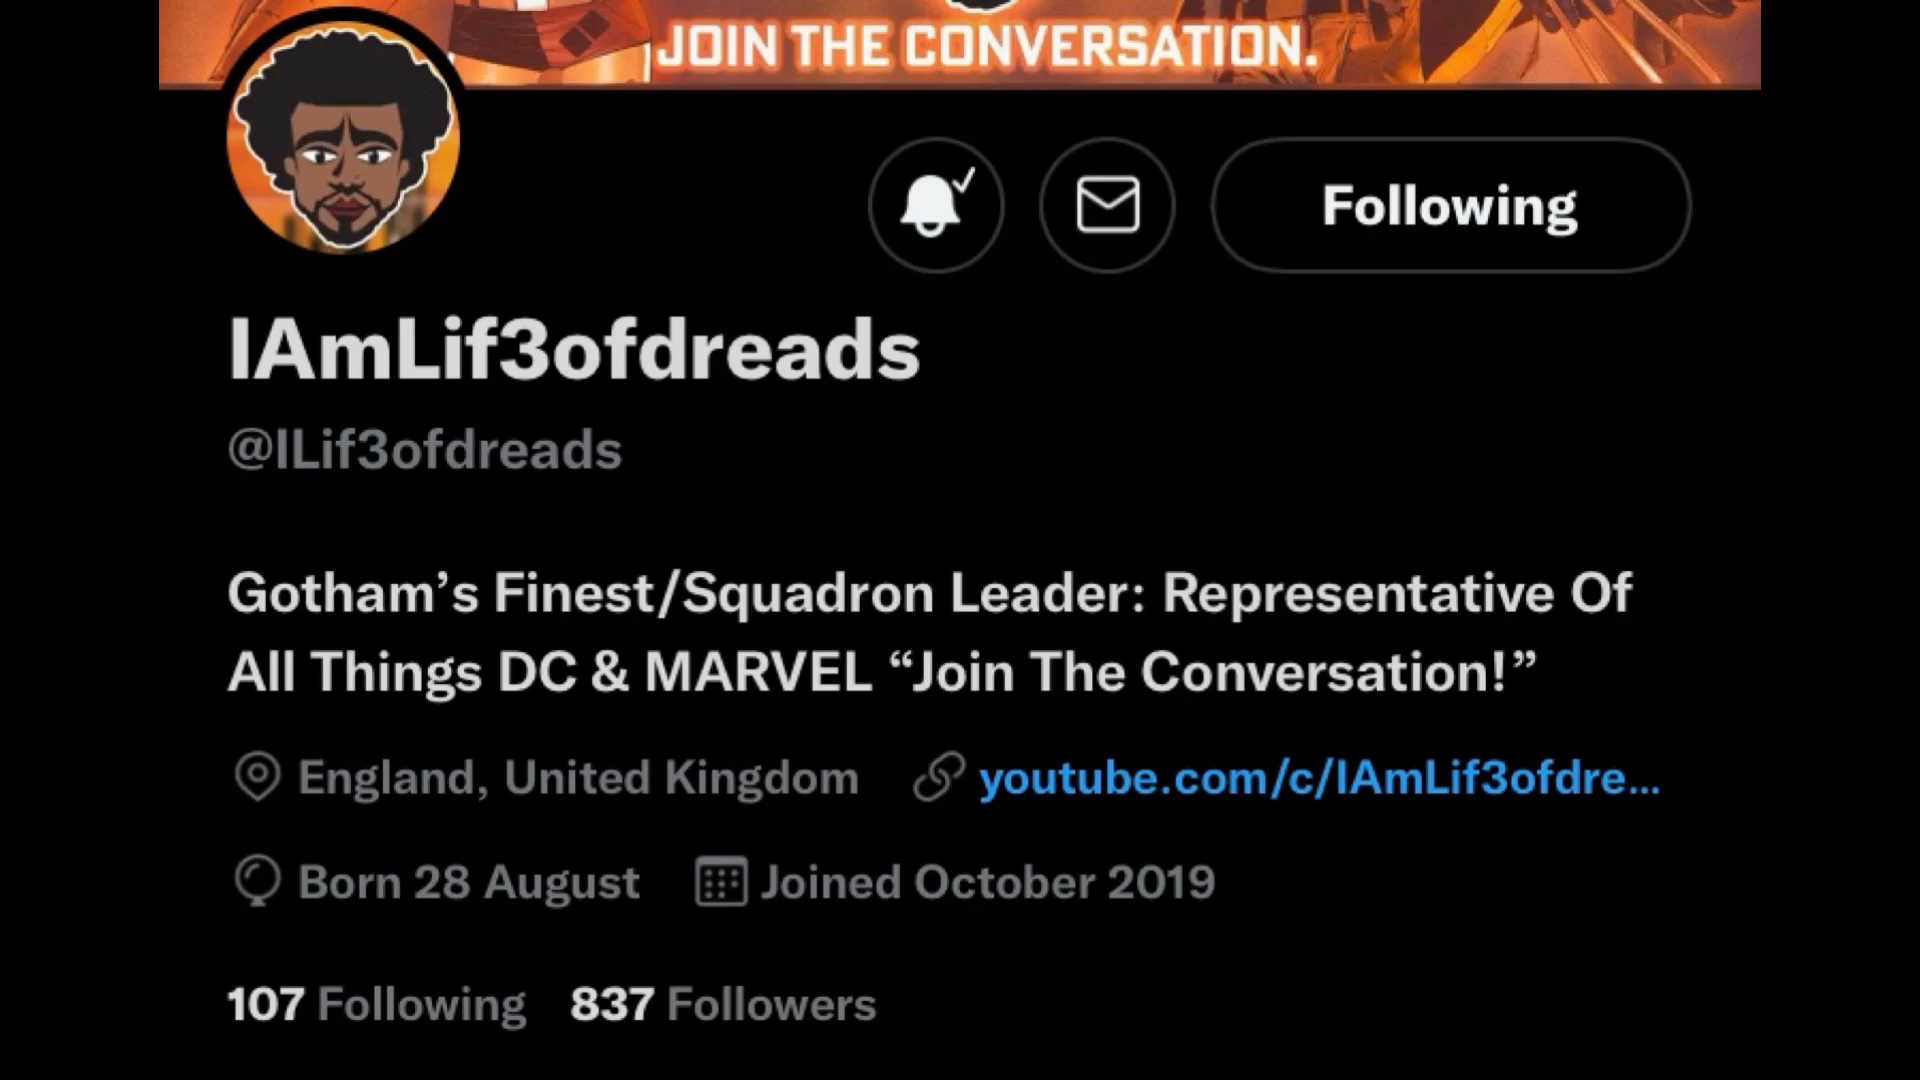 JOIN THE CONVERSATION.
Following
IAmLif3ofdreads
@ILif3ofdreads
Gotham’s Finest/Squadron Leader: Representative Of
All Things DC & MARVEL “Join The Conversation!”
England, United Kingdom youtube.com/c/IAmLif3ofdre...
Born 28 August Joined October 2019
107 Following 837 Followers